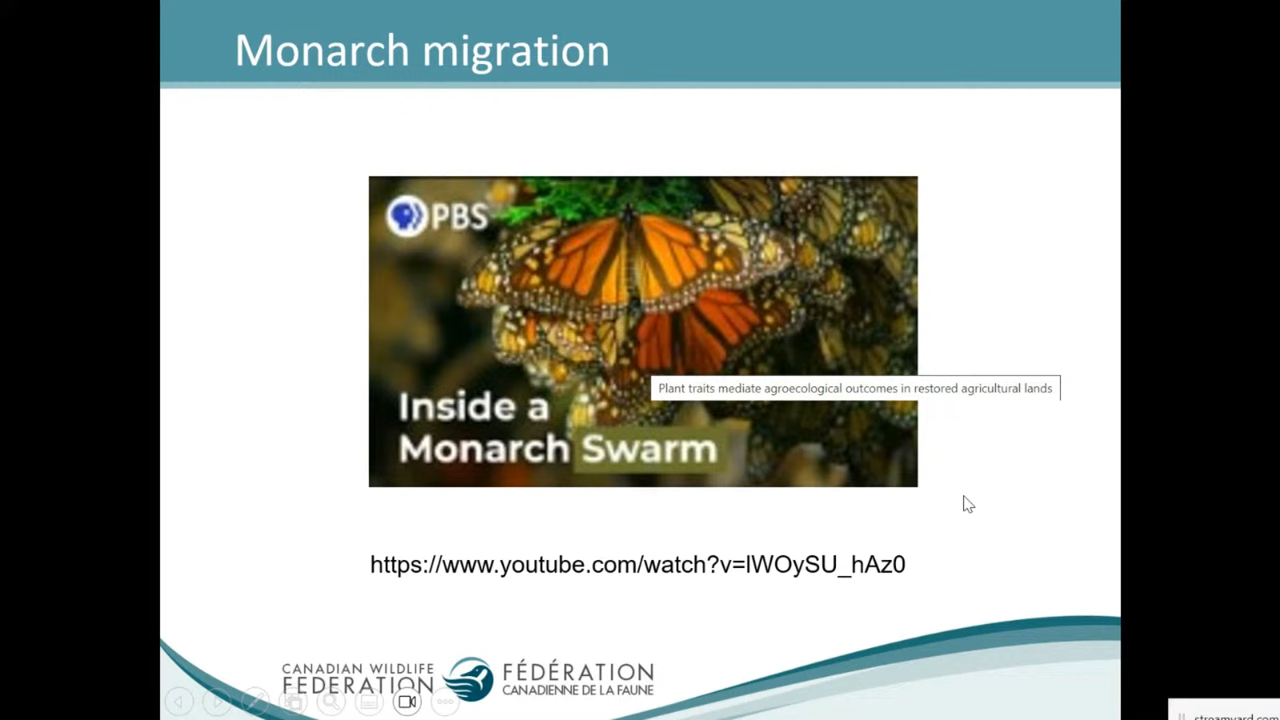 Monarch migration
PBS
Plant traits mediate agroecological outcomes in restored agricultural lands
Inside a
Monarch Swarm
https://www.youtube.com/watch?v=lWOySU_hAz0
CANADIAN WILDLIFE
FEDERATION
FÉDÉRATION
CANADIENNE DE LA FAUNE